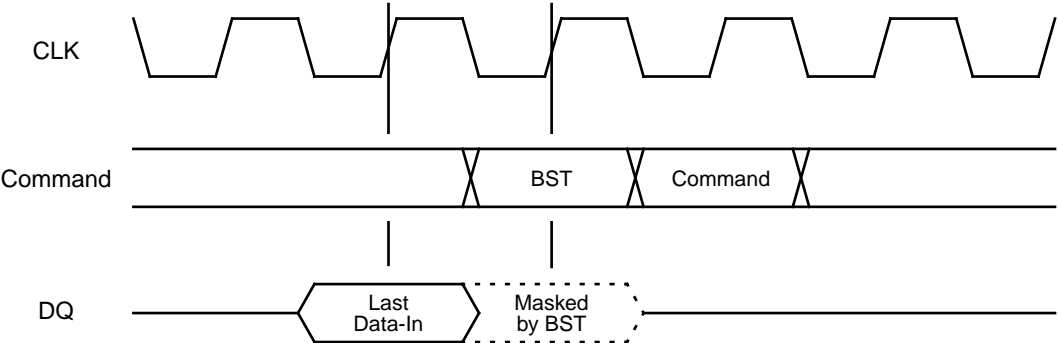 CLK
Command
BST
Command
DQ
Last
Data-In
Masked
by BST